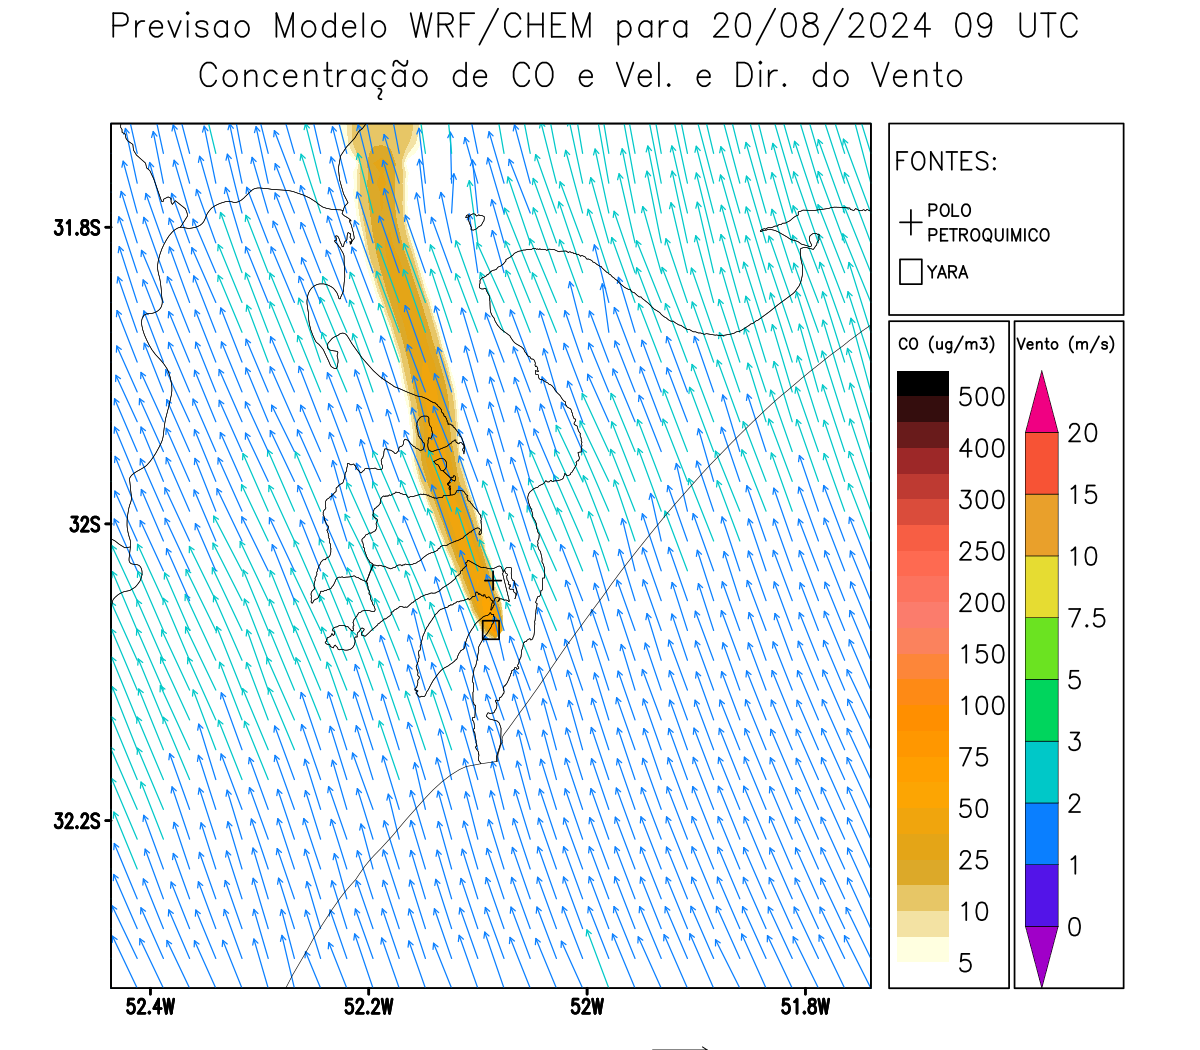 Previsao Modelo WRF/CHEM para 20/08/2024 09 UTC
Concentração de CO e Vel. e Dir. do Vento
FONTES:
POLO
PETROQUIMICO
YARA
CO (ug/m3)
500
400
300
250
200
150
100
75
50
25
10
5
Vento (m/s)
20
15
10
7.5
5
3
2
1
0
31.8S
32S
32.2S
52.4W
52.2W
52W
51.8W